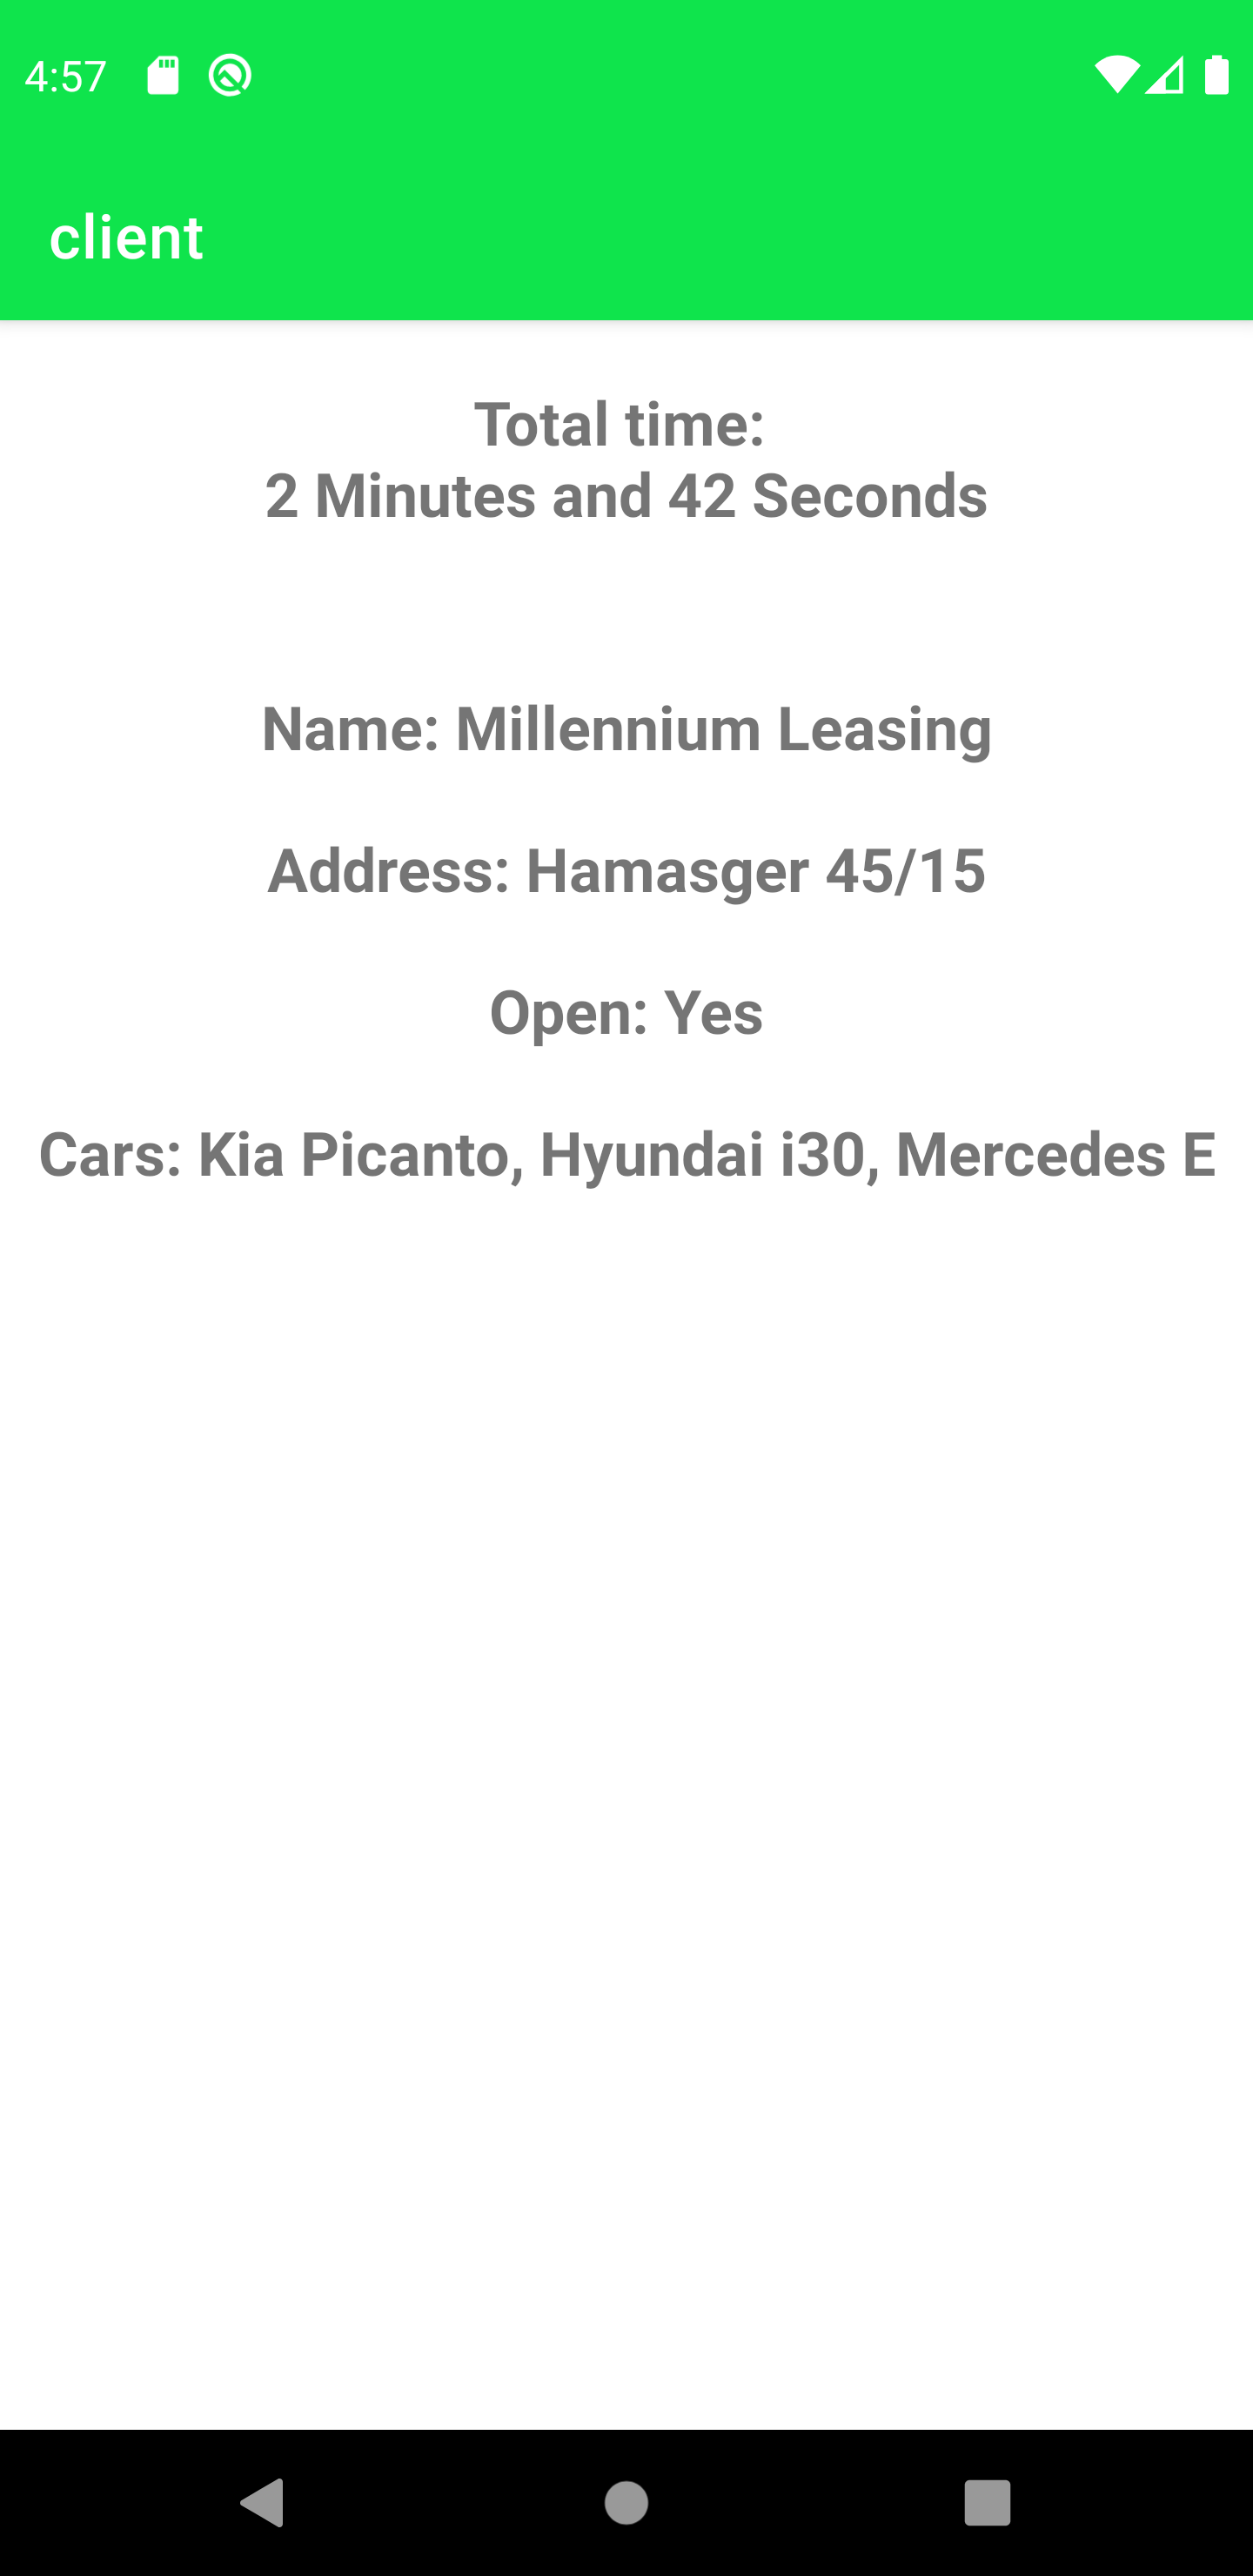 4:57
client
Total time:
2 Minutes and 42 Seconds
Name: Millennium Leasing
Address: Hamasger 45/15
Open: Yes
Cars: Kia Picanto, Hyundai i30, Mercedes E